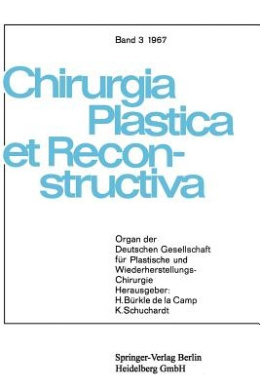 Band 3 1967
Chirurgia
Plastica
et Recon-
structiva
Organ der
Deutschen Gesellschaft
für Plastische und
Wiederherstellungs-
Chirurgie
Herausgeber:
H.Bürkle de la Camp
K.Schuchardt
Springer-Verlag Berlin
Heidelberg GmbH